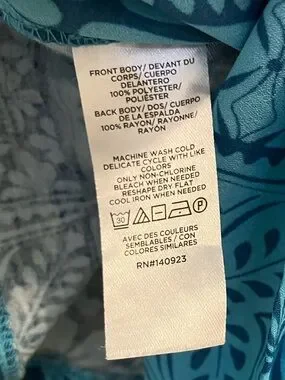 FRONT BODY/ DEVANT DU
CORPS/ CUERPO
DELANTERO
100% POLYESTER/
POLIÉSTER
BACK BODY/ DOS/ CUERPO
DE LA ESPALDA
100% RAYON/ RAYONNE/
RAYÓN
MACHINE WASH COLD
DELICATE CYCLE WITH LIKE
COLORS
ONLY NON-CHLORINE
BLEACH WHEN NEEDED
RESHAPE DRY FLAT
COOL IRON WHEN NEEDED
30 P
AVEC DES COULEURS
SEMBLABLES / CON
COLORES SIMILARES
RN#140923